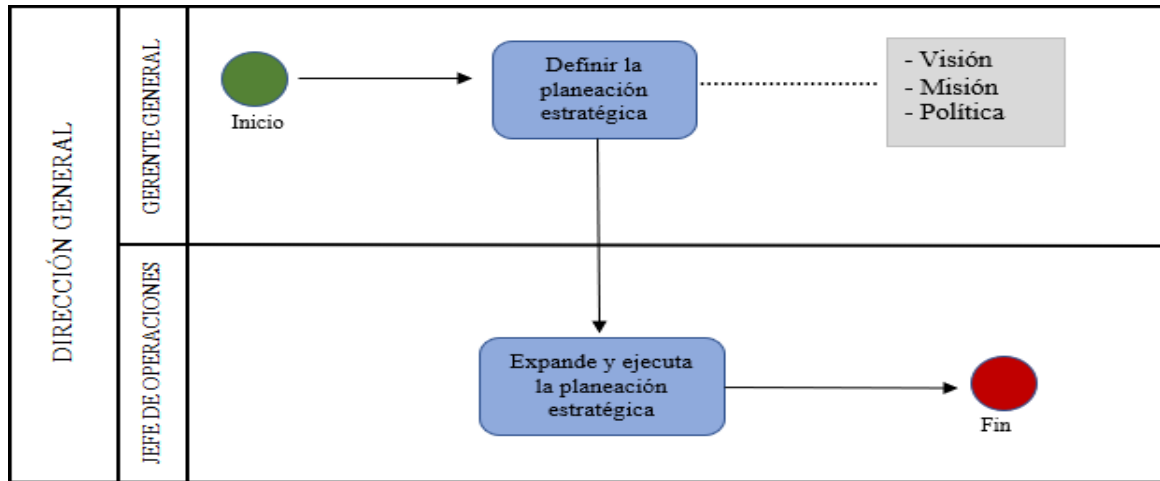 DIRECCIÓN GENERAL
GERENTE GENERAL
Inicio
Definir la
planeación
estratégica
- Visión
- Misión
- Política
JEFE DE OPERACIONES
Expande y ejecuta
la planeación
estratégica
Fin